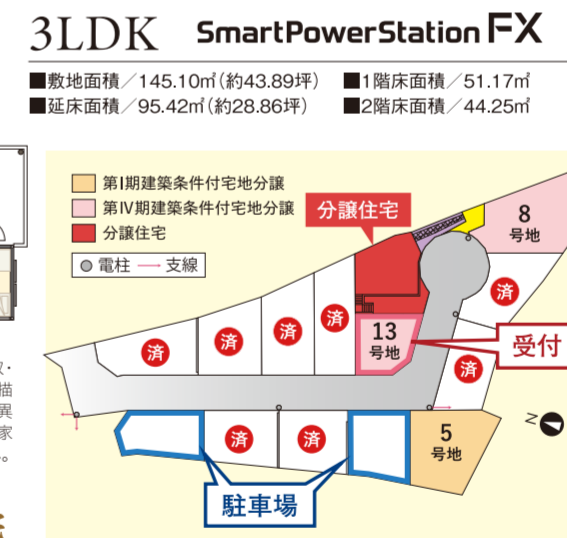 3LDK SmartPowerStation FX
■敷地面積／145.10㎡(約43.89坪) ■1階床面積／51.17㎡
■延床面積／95.42㎡(約28.86坪) ■2階床面積／44.25㎡
第Ⅰ期建築条件付宅地分譲
第Ⅳ期建築条件付宅地分譲
分譲住宅
電柱 支線
分譲住宅
8
号地
済
済
済
済
済
13
号地
受付
済
済
済
5
号地
駐車場
N
・
描
異
家
。